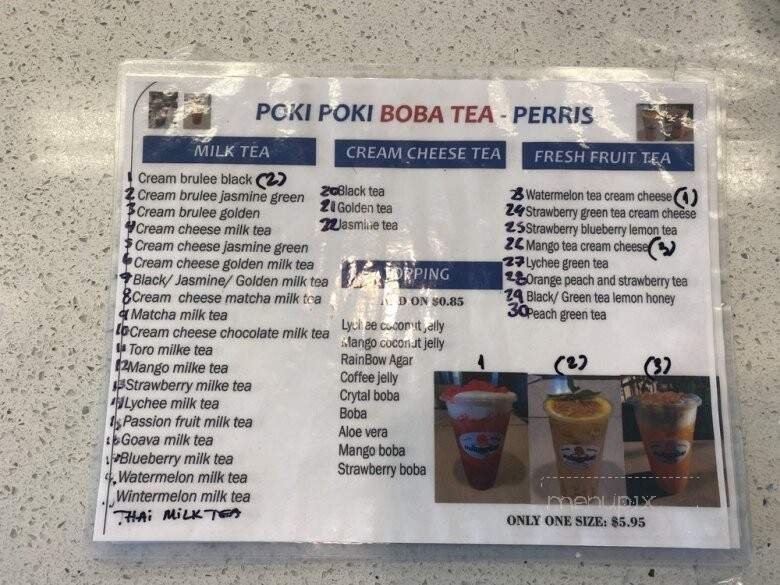 POKI POKI BOBA TEA - PERRIS
MILK TEA
1 Cream brulee black (2)
2 Cream brulee jasmine green
3 Cream brulee golden
4 Cream cheese milk tea
5 Cream cheese jasmine green
6 Cream cheese golden milk tea
7 Black/ Jasmine/ Golden milk tea
8 Cream cheese matcha milk tea
9 Matcha milk tea
10 Cream cheese chocolate milk tea
11 Toro milke tea
12 Mango milke tea
13 Strawberry milke tea
Lychee milk tea
Passion fruit milk tea
Goava milk tea
Blueberry milk tea
Watermelon milk tea
Wintermelon milk tea
THAI MILK TEA
CREAM CHEESE TEA
20 Black tea
21 Golden tea
22 Jasmine tea
TOPPING
ADD ON $0.85
Lychee coconut jelly
Mango coconut jelly
RainBow Agar
Coffee jelly
Crytal boba
Boba
Aloe vera
Mango boba
Strawberry boba
FRESH FRUIT TEA
Watermelon tea cream cheese (1)
24 Strawberry green tea cream cheese
25 Strawberry blueberry lemon tea
26 Mango tea cream cheese (3)
27 Lychee green tea
28 Orange peach and strawberry tea
29 Black/ Green tea lemon honey
30 Peach green tea
1 (2) (3)
menupix
ONLY ONE SIZE: $5.95